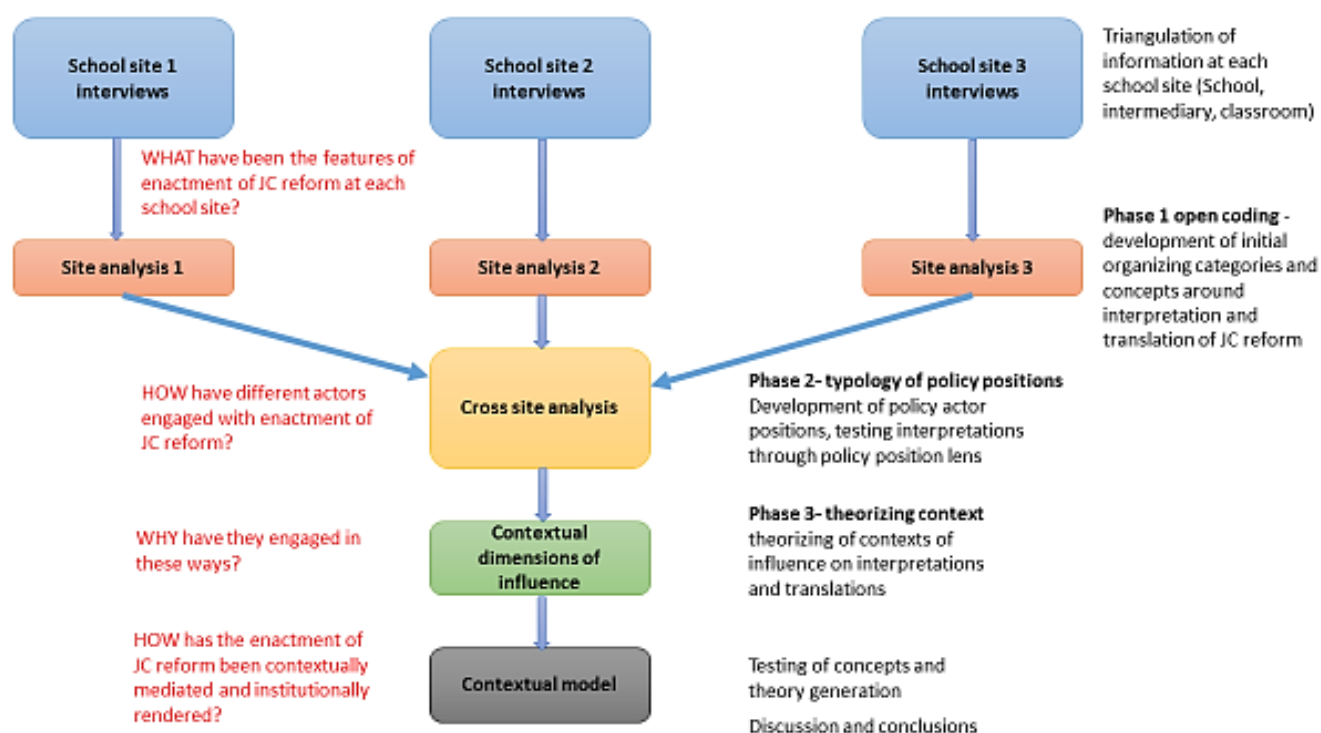 School site 1
interviews
School site 2
interviews
School site 3
interviews
Triangulation of
information at each
school site (School,
intermediary, classroom)
WHAT have been the features of
enactment of JC reform at each
school site?
Site analysis 1
Site analysis 2
Site analysis 3
Phase 1 open coding -
development of initial
organizing categories and
concepts around
interpretation and
translation of JC reform
HOW have different actors
engaged with enactment of
JC reform?
Cross site analysis
Phase 2- typology of policy positions
Development of policy actor
positions, testing interpretations
through policy position lens
WHY have they engaged in
these ways?
Contextual
dimensions of
influence
Phase 3- theorizing context
theorizing of contexts of
influence on interpretations
and translations
HOW has the enactment of
JC reform been contextually
mediated and institutionally
rendered?
Contextual model
Testing of concepts and
theory generation
Discussion and conclusions